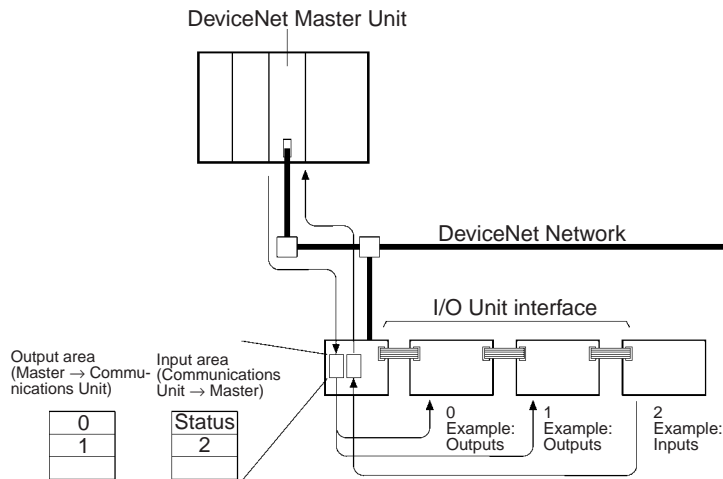 DeviceNet Master Unit
DeviceNet Network
I/O Unit interface
Output area
(Master → Commu-
nications Unit)
Input area
(Communications
Unit → Master)
0
1
Status
2
0
Example:
Outputs
1
Example:
Outputs
2
Example:
Inputs